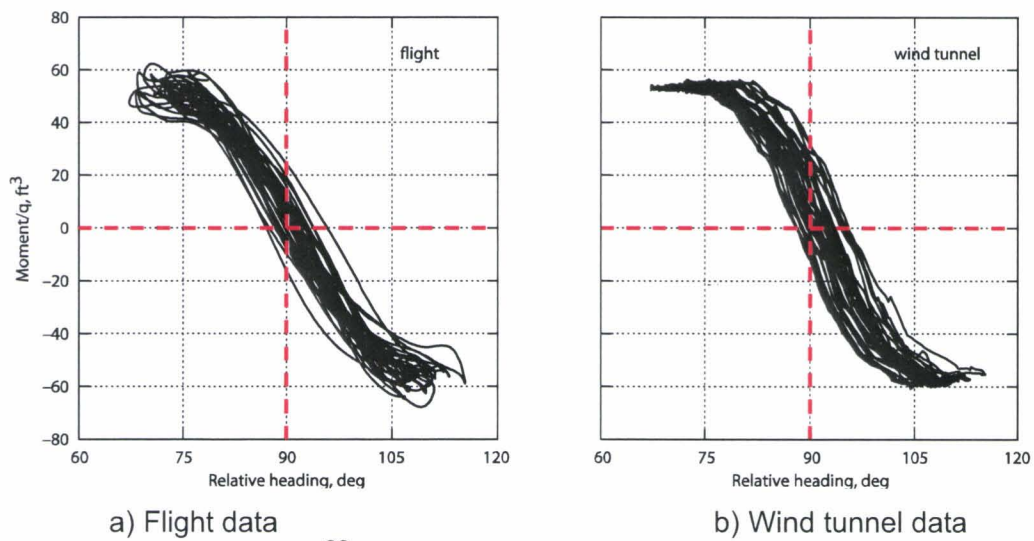 80
60
40
20
0
−20
−40
−60
−80
Moment/q, ft³
flight
60 75 90 105 120
Relative heading, deg
a) Flight data
wind tunnel
60 75 90 105 120
Relative heading, deg
b) Wind tunnel data